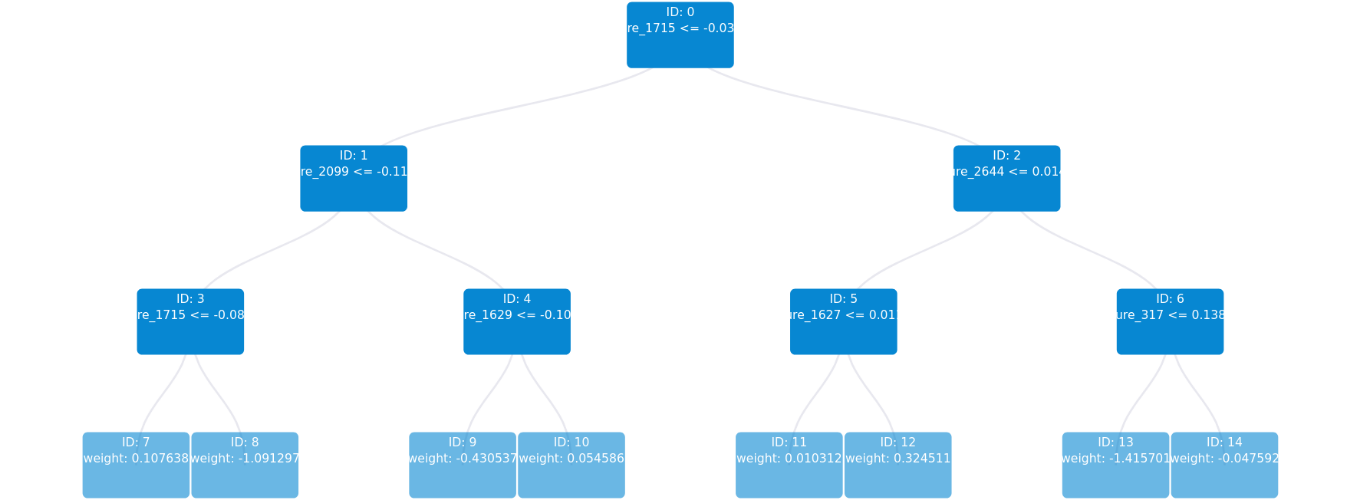 ID: 0
re_1715 <= -0.03
ID: 1
re_2099 <= -0.11
ID: 2
ure_2644 <= 0.014
ID: 3
re_1715 <= -0.08
ID: 4
re_1629 <= -0.10
ID: 5
ure_1627 <= 0.01
ID: 6
ure_317 <= 0.138
ID: 7
weight: 0.107638
ID: 8
weight: -1.091297
ID: 9
weight: -0.430537
ID: 10
weight: 0.054586
ID: 11
weight: 0.010312
ID: 12
weight: 0.324511
ID: 13
weight: -1.415701
ID: 14
weight: -0.047592